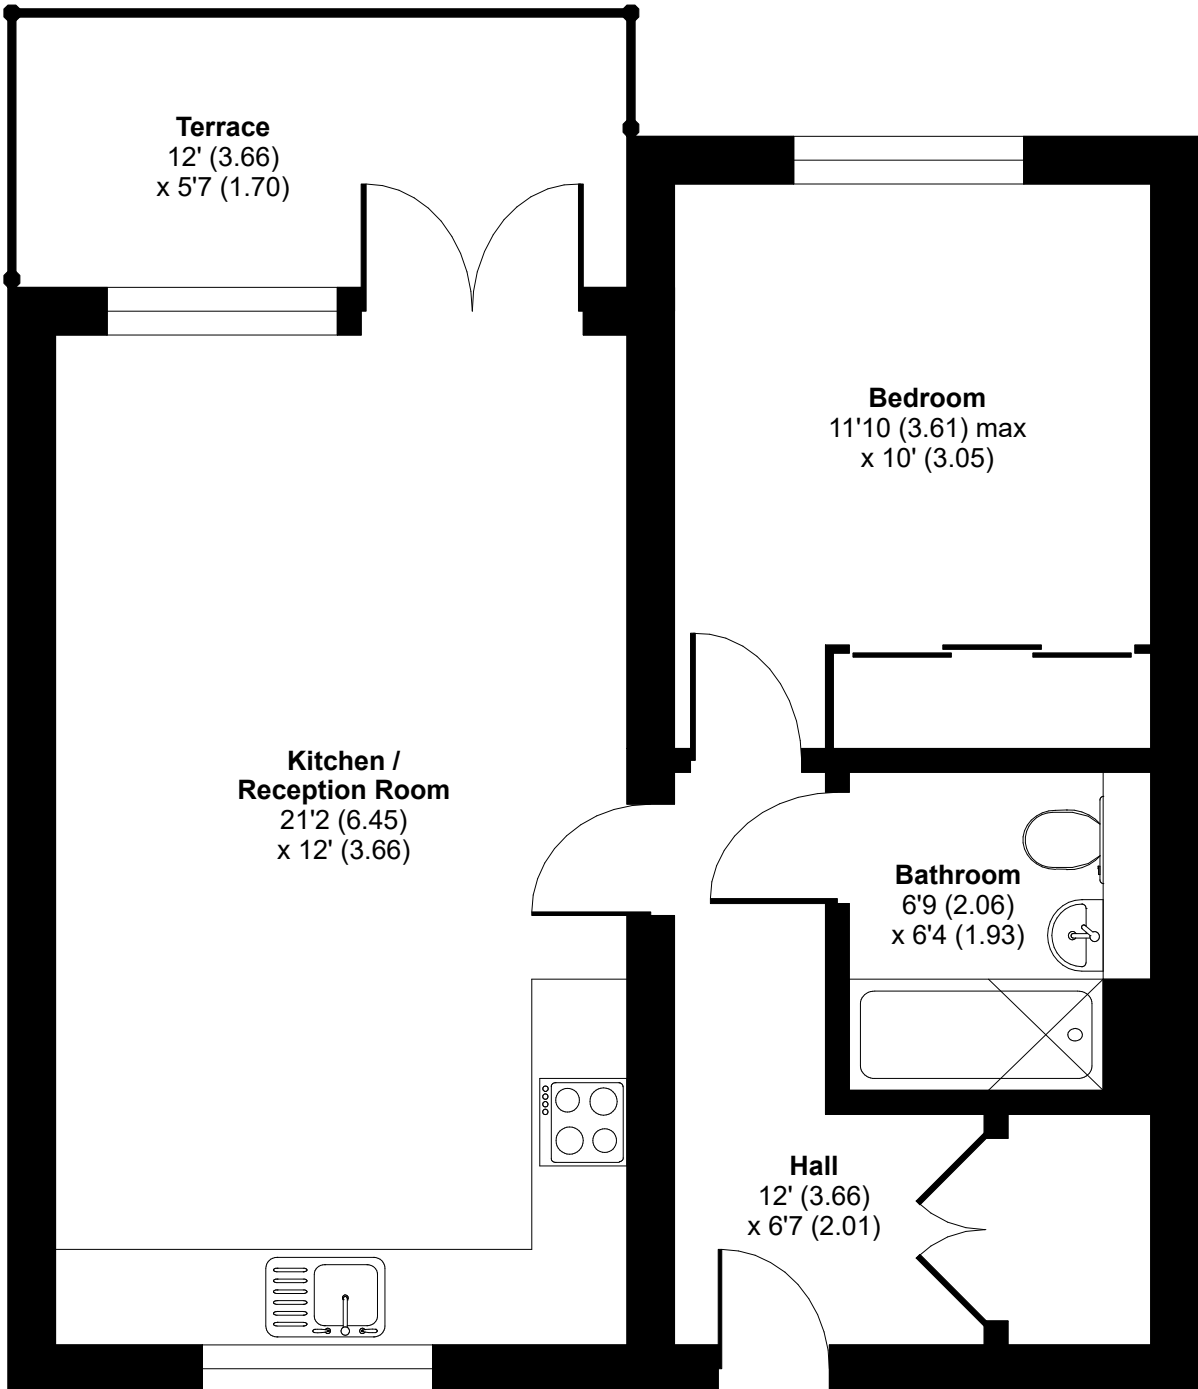 Terrace
12' (3.66)
x 5'7 (1.70)
Bedroom
11'10 (3.61) max
x 10' (3.05)
Kitchen /
Reception Room
21'2 (6.45)
x 12' (3.66)
Bathroom
6'9 (2.06)
x 6'4 (1.93)
Hall
12' (3.66)
x 6'7 (2.01)